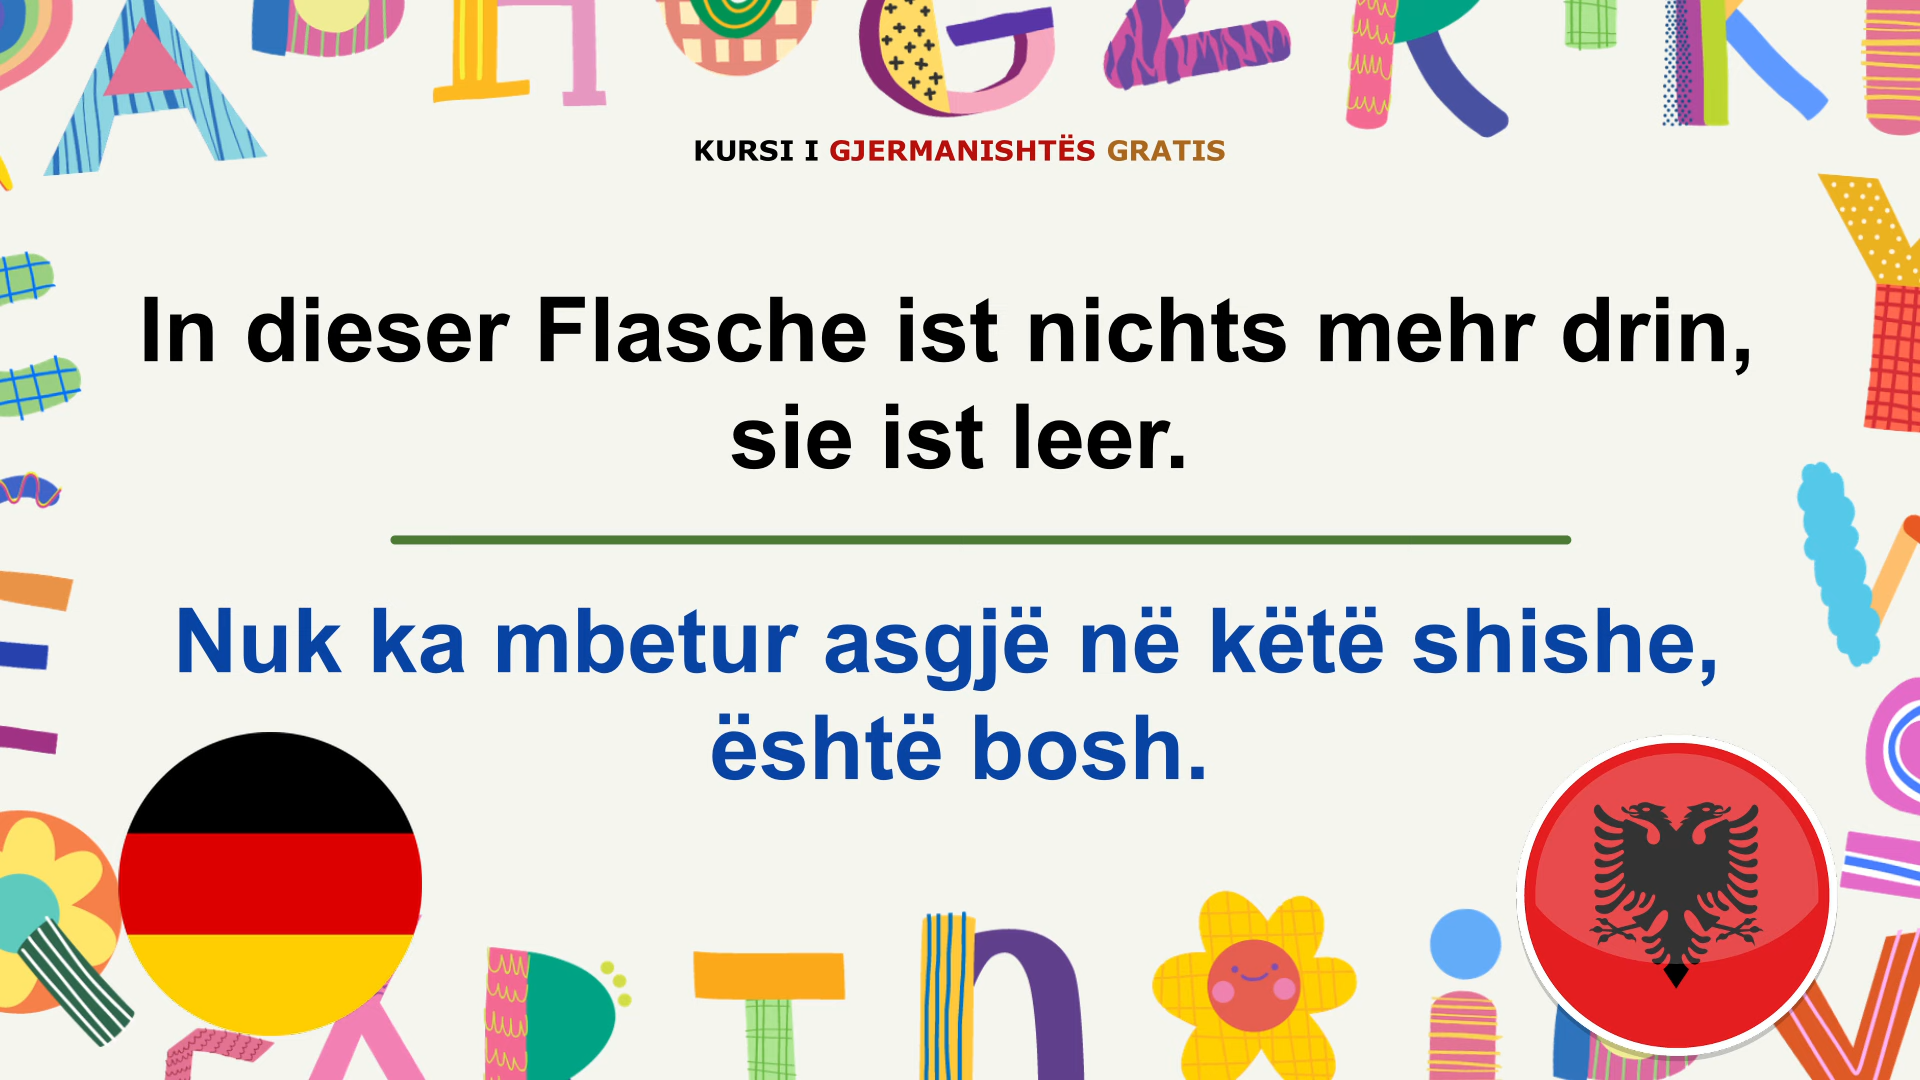 KURSI I GJERMANISHTËS GRATIS
In dieser Flasche ist nichts mehr drin,
sie ist leer.
Nuk ka mbetur asgjë në këtë shishe,
është bosh.